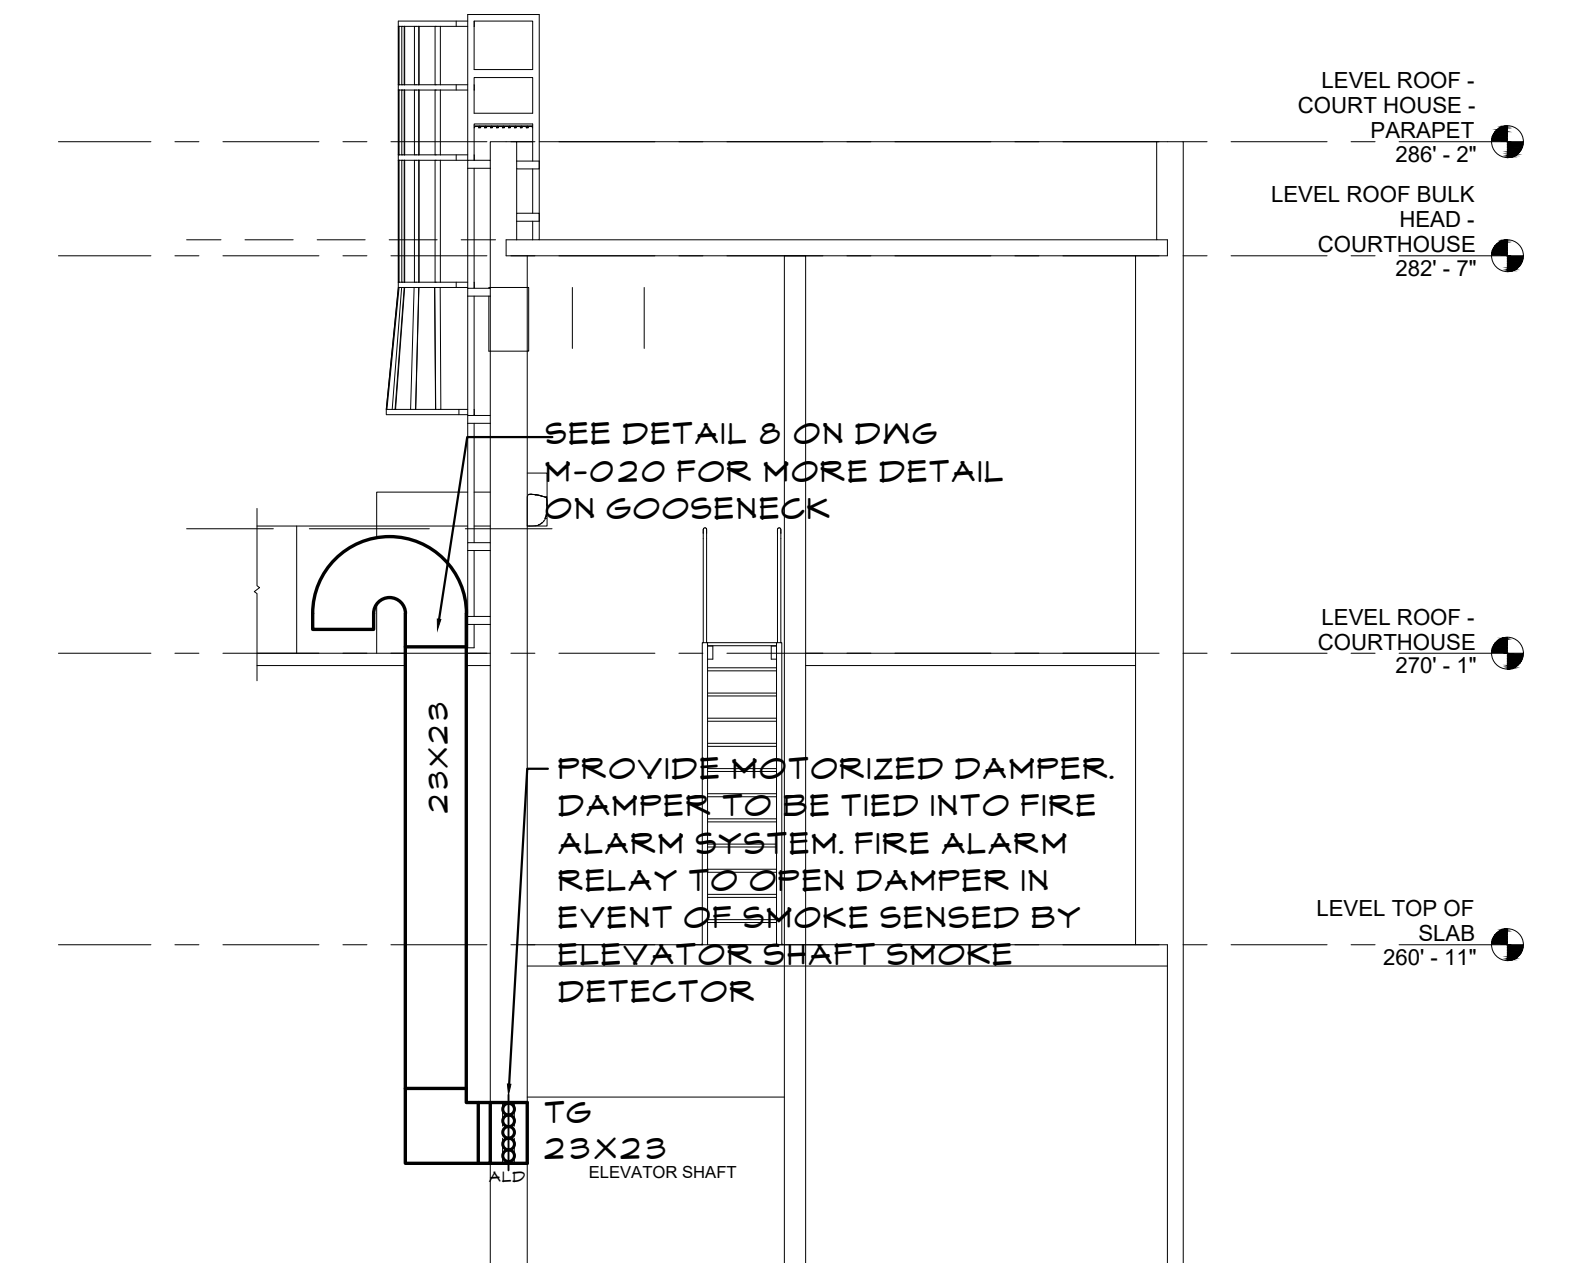 LEVEL ROOF -
COURT HOUSE -
PARAPET
286' - 2"
LEVEL ROOF BULK
HEAD -
COURTHOUSE
282' - 7"
SEE DETAIL 8 ON DWG
M-020 FOR MORE DETAIL
ON GOOSENECK
LEVEL ROOF -
COURTHOUSE
270' - 1"
23X23
PROVIDE MOTORIZED DAMPER.
DAMPER TO BE TIED INTO FIRE
ALARM SYSTEM. FIRE ALARM
RELAY TO OPEN DAMPER IN
EVENT OF SMOKE SENSED BY
ELEVATOR SHAFT SMOKE
DETECTOR
LEVEL TOP OF
SLAB
260' - 11"
TG
23X23
ALD
ELEVATOR SHAFT